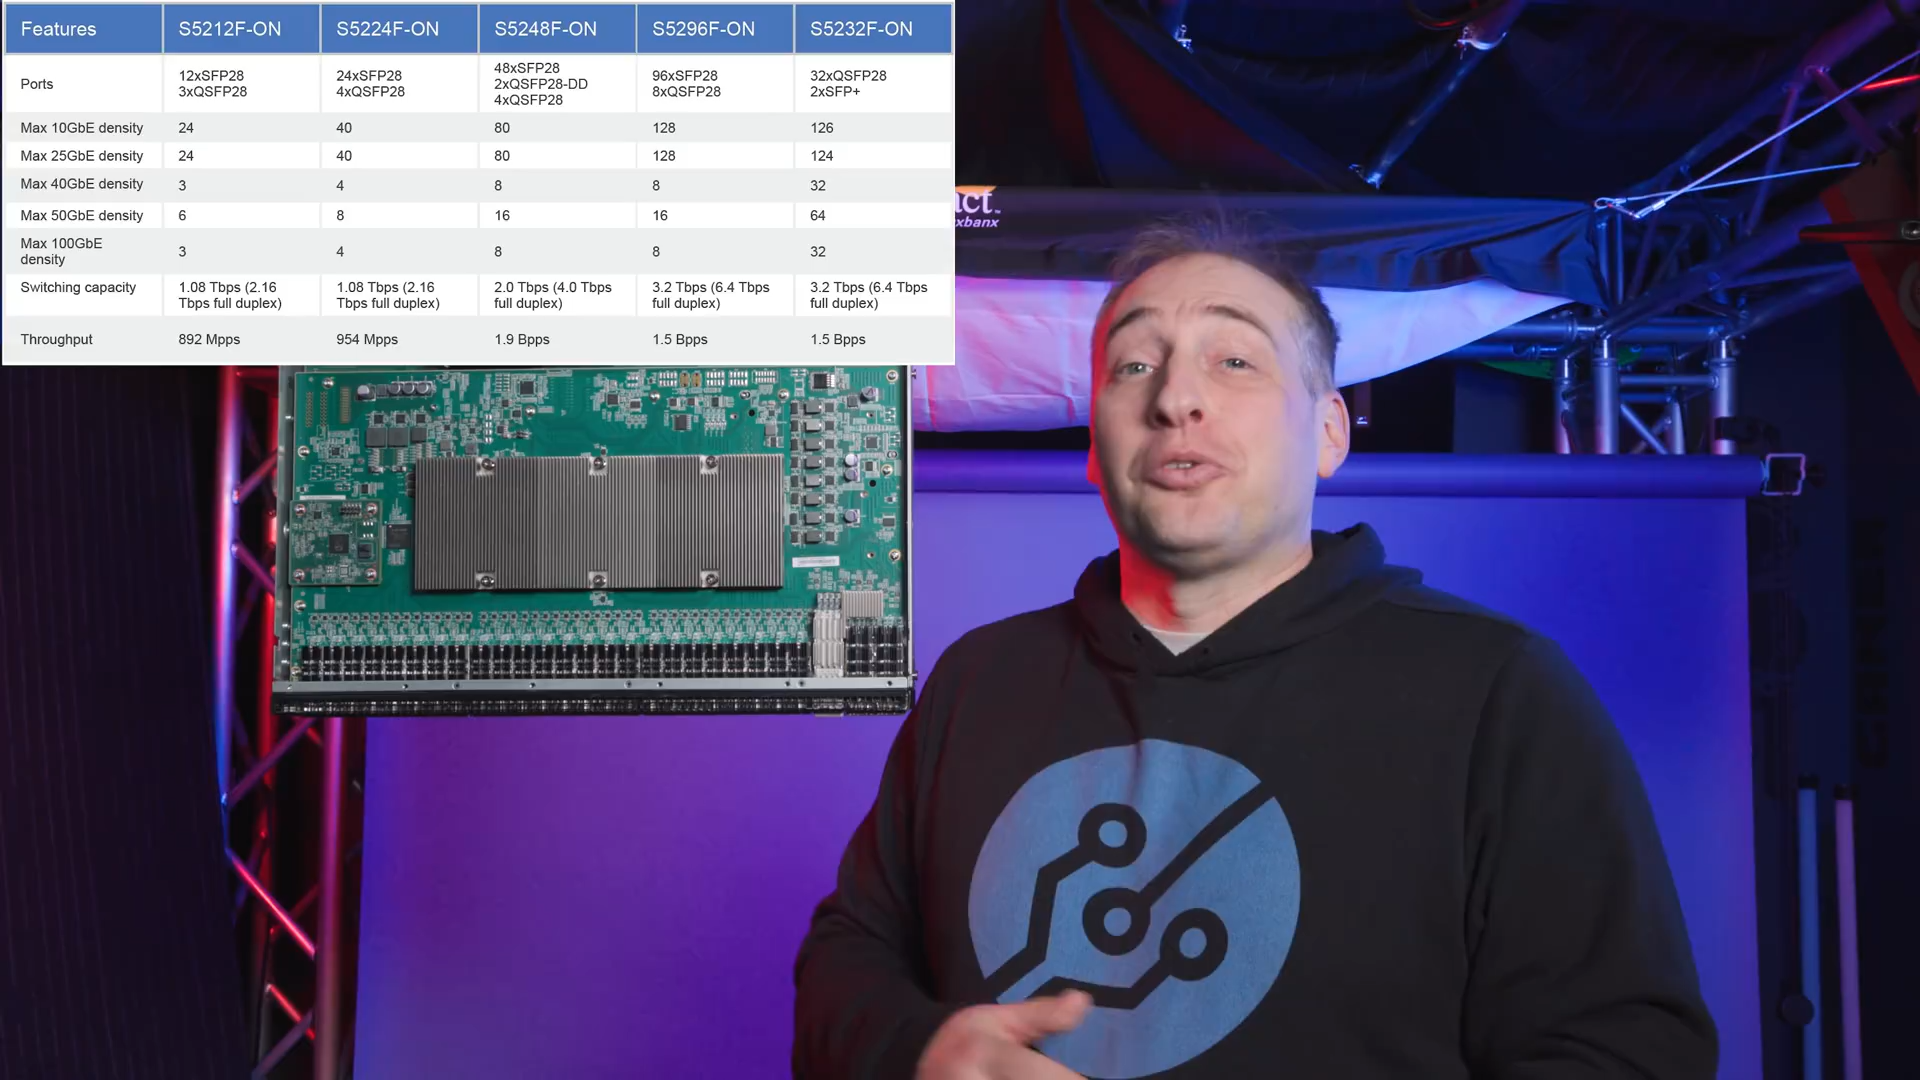 Features S5212F-ON S5224F-ON S5248F-ON S5296F-ON S5232F-ON
Ports
12xSFP28
3xQSFP28
24xSFP28
4xQSFP28
48xSFP28
2xQSFP28-DD
4xQSFP28
96xSFP28
8xQSFP28
32xQSFP28
2xSFP+
Max 10GbE density 24 40 80 128 126
Max 25GbE density 24 40 80 128 124
Max 40GbE density 3 4 8 8 32
Max 50GbE density 6 8 16 16 64
Max 100GbE
density
3 4 8 8 32
Switching capacity
1.08 Tbps (2.16
Tbps full duplex)
1.08 Tbps (2.16
Tbps full duplex)
2.0 Tbps (4.0 Tbps
full duplex)
3.2 Tbps (6.4 Tbps
full duplex)
3.2 Tbps (6.4 Tbps
full duplex)
Throughput 892 Mpps 954 Mpps 1.9 Bpps 1.5 Bpps 1.5 Bpps
act™
xbanx